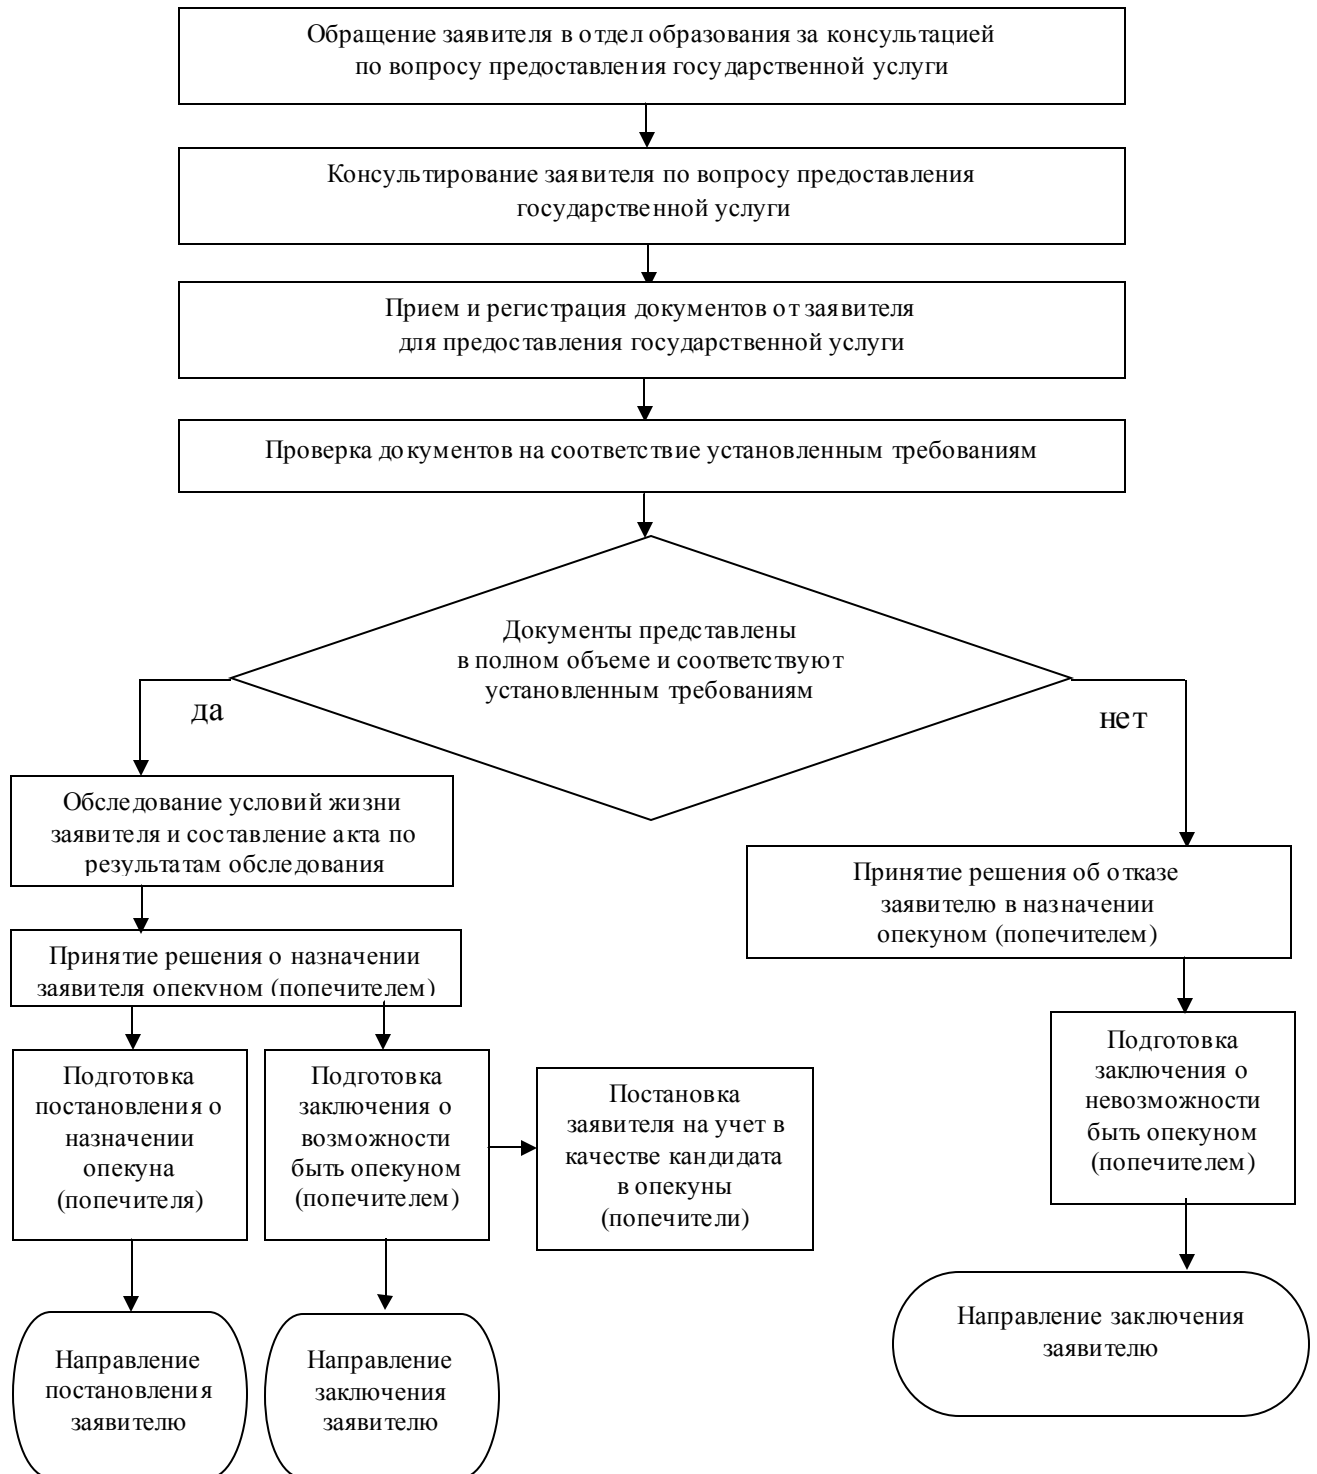 Обращение заявителя в отдел образования за консультацией
по вопросу предоставления государственной услуги
Консультирование заявителя по вопросу предоставления
государственной услуги
Прием и регистрация документов от заявителя
для предоставления государственной услуги
Проверка документов на соответствие установленным требованиям
Документы представлены
в полном объеме и соответствуют
установленным требованиям
да
нет
Обследование условий жизни
заявителя и составление акта по
результатам обследования
Принятие решения об отказе
заявителю в назначении
опекуном (попечителем)
Принятие решения о назначении
заявителя опекуном (попечителем)
Подготовка
постановления о
назначении
опекуна
(попечителя)
Подготовка
заключения о
возможности
быть опекуном
(попечителем)
Постановка
заявителя на учет в
качестве кандидата
в опекуны
(попечители)
Подготовка
заключения о
невозможности
быть опекуном
(попечителем)
Направление
постановления
заявителю
Направление
заключения
заявителю
Направление заключения
заявителю